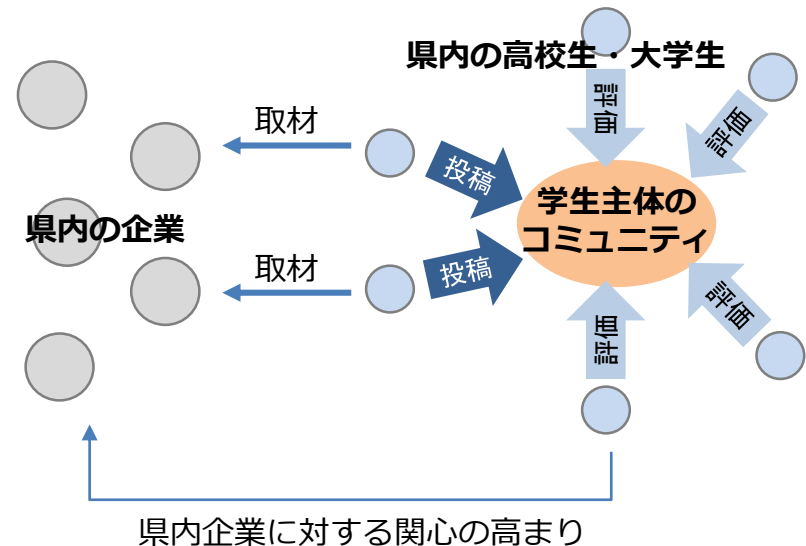 県内の高校生・大学生
評価
評価
取材
投稿
学生主体の
コミュニティ
県内の企業
取材
投稿
評価
評価
県内企業に対する関心の高まり